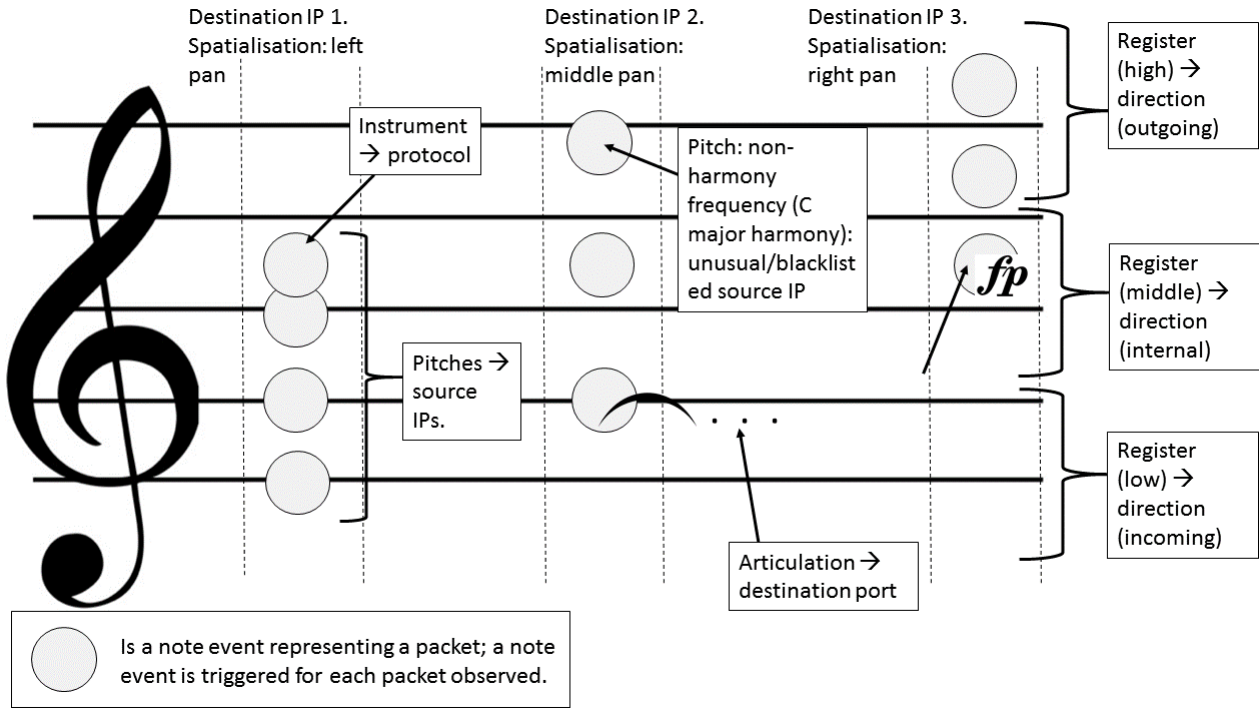 Destination IP 1.
Spatialisation: left
pan
Destination IP 2.
Spatialisation:
middle pan
Destination IP 3.
Spatialisation:
right pan
Instrument
→ protocol
Pitch: non-
harmony
frequency (C
major harmony):
unusual/blacklist
ed source IP
Pitches →
source
IPs.
fp
Articulation →
destination port
Register
(high) →
direction
(outgoing)
Register
(middle) →
direction
(internal)
Register
(low) →
direction
(incoming)
Is a note event representing a packet; a note
event is triggered for each packet observed.